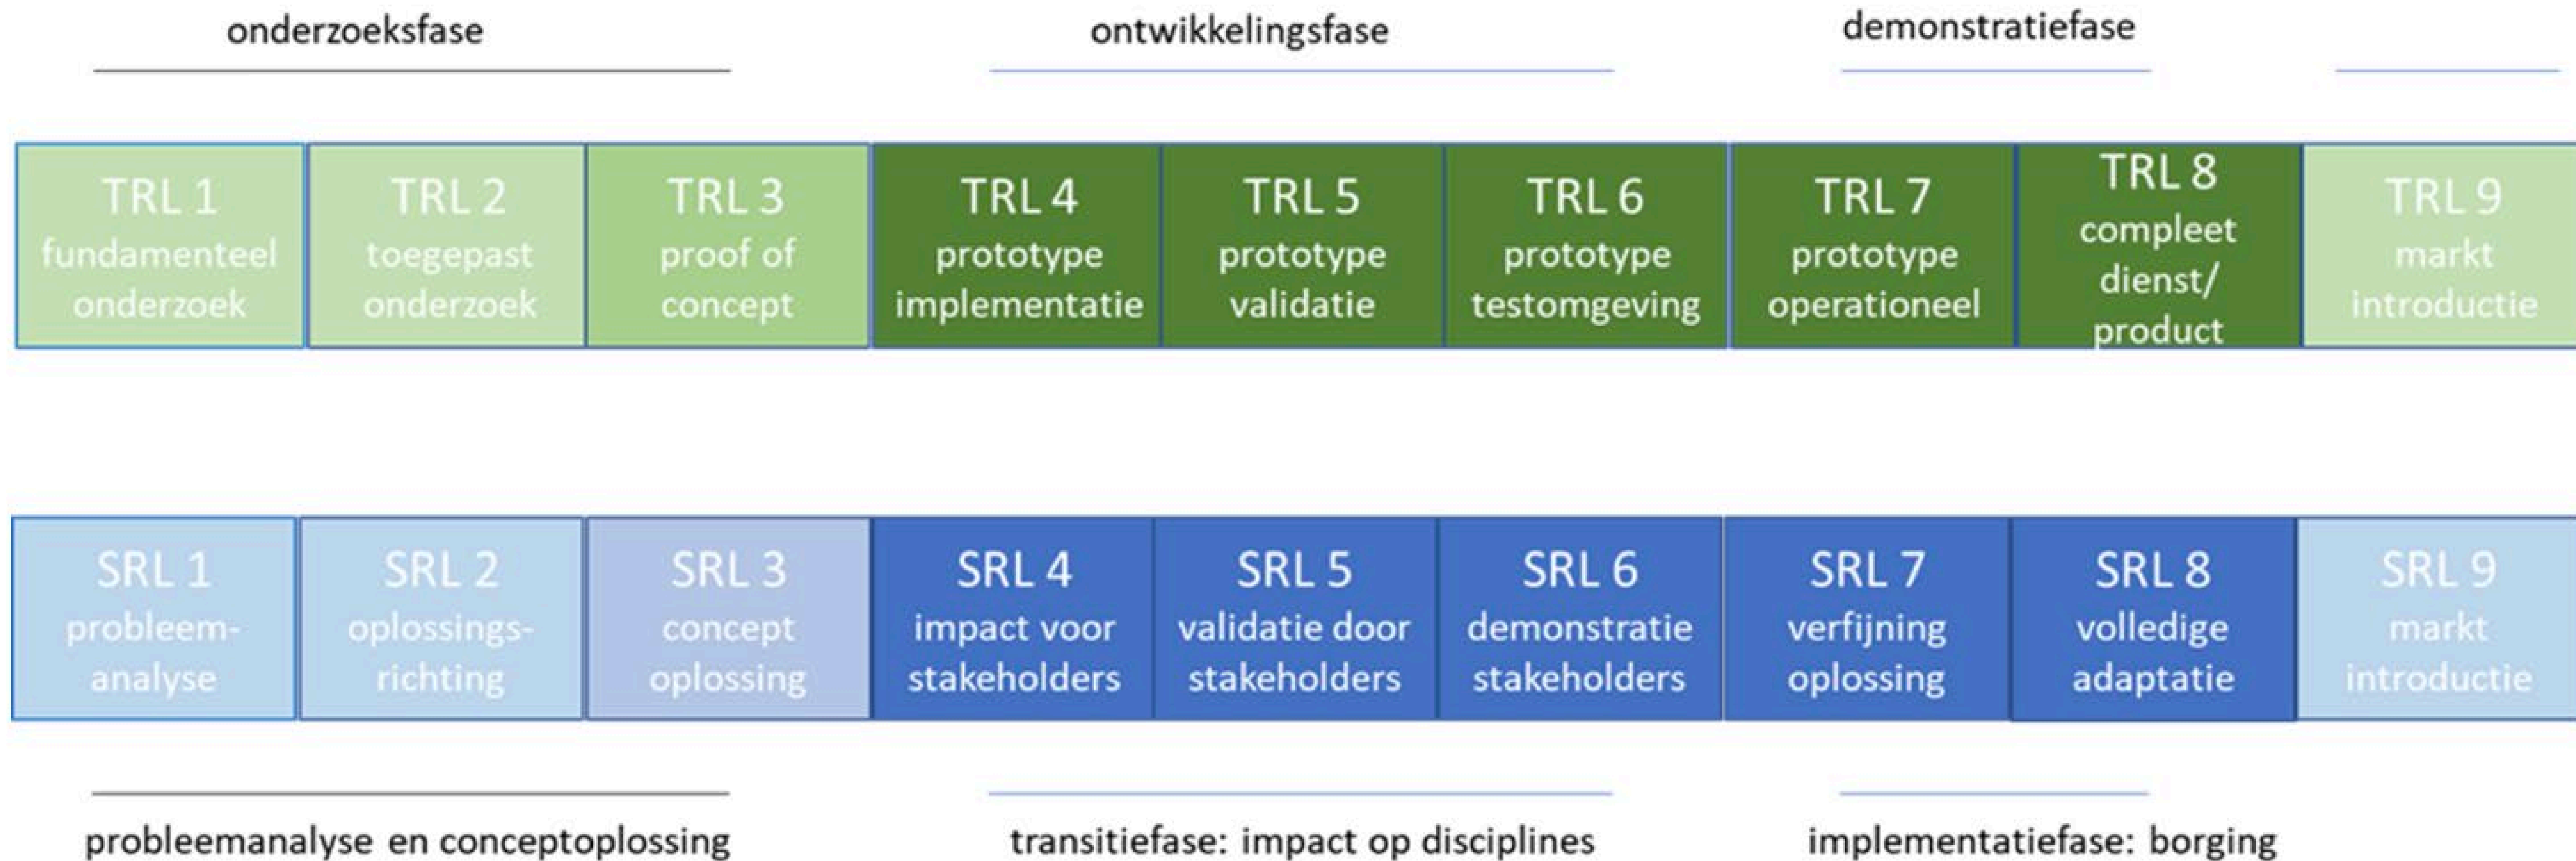 onderzoeksfase
ontwikkelingsfase
demonstratiefase
TRL 1
fundamenteel
onderzoek
TRL 2
toegepast
onderzoek
TRL 3
proof of
concept
TRL 4
prototype
implementatie
TRL 5
prototype
validatie
TRL 6
prototype
testomgeving
TRL 7
prototype
operationeel
TRL 8
compleet
dienst/
product
TRL 9
markt
introductie
SRL 1
probleem-
analyse
SRL 2
oplossings-
richting
SRL 3
concept
oplossing
SRL 4
impact voor
stakeholders
SRL 5
validatie door
stakeholders
SRL 6
demonstratie
stakeholders
SRL 7
verfijning
oplossing
SRL 8
volledige
adaptatie
SRL 9
markt
introductie
probleemanalyse en conceptoplossing
transitiefase: impact op disciplines
implementatiefase: borging